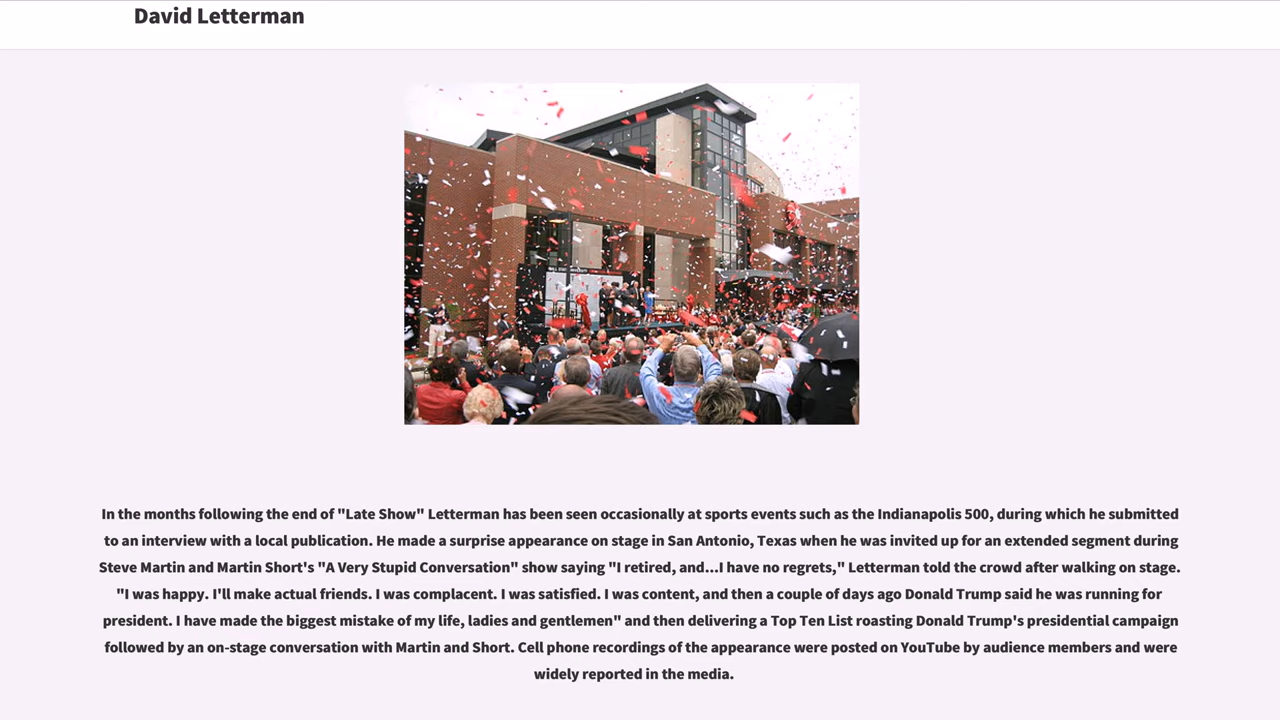 David Letterman
In the months following the end of "Late Show" Letterman has been seen occasionally at sports events such as the Indianapolis 500, during which he submitted
to an interview with a local publication. He made a surprise appearance on stage in San Antonio, Texas when he was invited up for an extended segment during
Steve Martin and Martin Short's "A Very Stupid Conversation" show saying "I retired, and...I have no regrets," Letterman told the crowd after walking on stage.
"I was happy. I'll make actual friends. I was complacent. I was satisfied. I was content, and then a couple of days ago Donald Trump said he was running for
president. I have made the biggest mistake of my life, ladies and gentlemen" and then delivering a Top Ten List roasting Donald Trump's presidential campaign
followed by an on-stage conversation with Martin and Short. Cell phone recordings of the appearance were posted on YouTube by audience members and were
widely reported in the media.